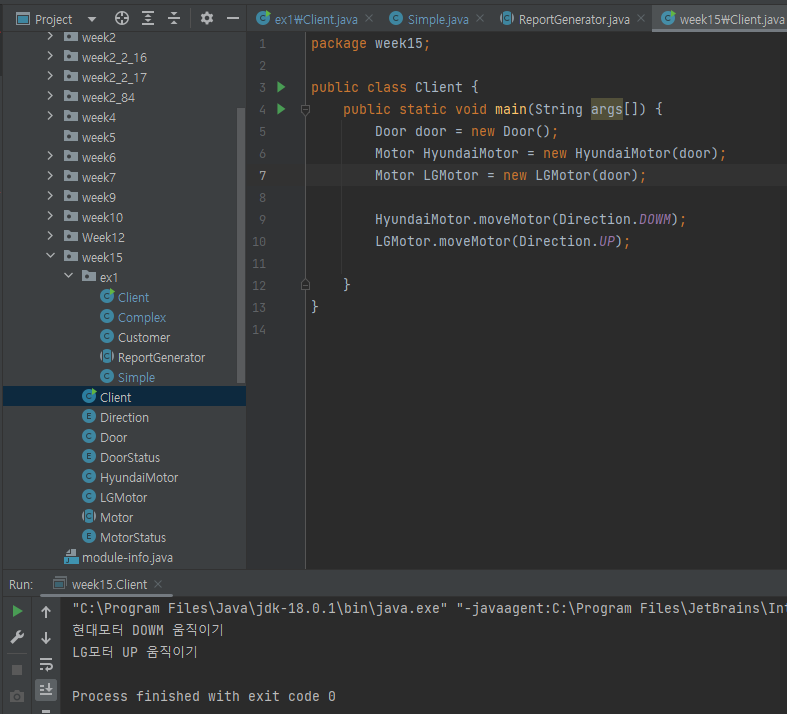 Project
ex1₩Client.java
Simple.java
ReportGenerator.java
week15₩Client.java
week2
week2_2_16
week2_2_17
week2_84
week4
week5
week6
week7
week9
week10
Week12
week15
ex1
Client
Complex
Customer
ReportGenerator
Simple
Client
Direction
Door
DoorStatus
HyundaiMotor
LGMotor
Motor
MotorStatus
module-info.java
1 package week15;
2
3 public class Client {
4 public static void main(String args[]) {
5 Door door = new Door();
6 Motor HyundaiMotor = new HyundaiMotor(door);
7 Motor LGMotor = new LGMotor(door);
8
9 HyundaiMotor.moveMotor(Direction.DOWM);
10 LGMotor.moveMotor(Direction.UP);
11
12 }
13 }
14
Run: week15.Client
"C:\Program Files\Java\jdk-18.0.1\bin\java.exe" "-javaagent:C:\Program Files\JetBrains\Int
현대모터 DOWM 움직이기
LG모터 UP 움직이기
Process finished with exit code 0